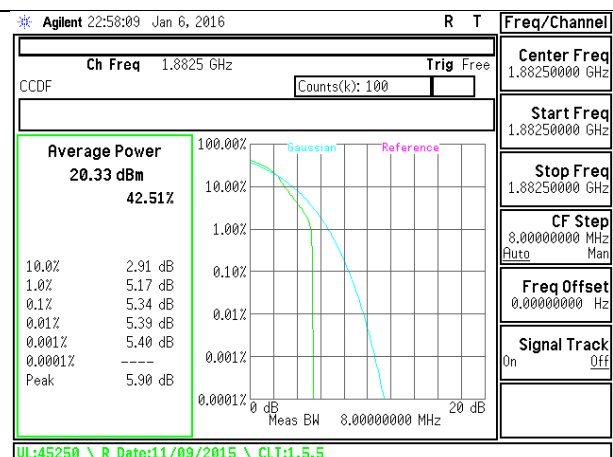 Agilent 22:58:09 Jan 6, 2016 R T Freq/Channel
Ch Freq 1.8825 GHz Trig Free
CCDF Counts(k): 100
Center Freq
1.88250000 GHz
Start Freq
1.88250000 GHz
Stop Freq
1.88250000 GHz
CF Step
8.00000000 MHz
Auto Man
Freq Offset
0.00000000 Hz
Signal Track
On Off
Average Power
20.33 dBm
42.51%
10.0% 2.91 dB
1.0% 5.17 dB
0.1% 5.34 dB
0.01% 5.39 dB
0.001% 5.40 dB
0.0001% ----
Peak 5.90 dB
Gaussian Reference
100.00%
10.00%
1.00%
0.10%
0.01%
0.001%
0.0001%
0 dB 20 dB
Meas BW 8.00000000 MHz
UL:45250 \ R Date:11/09/2015 \ CLT:1.5.5